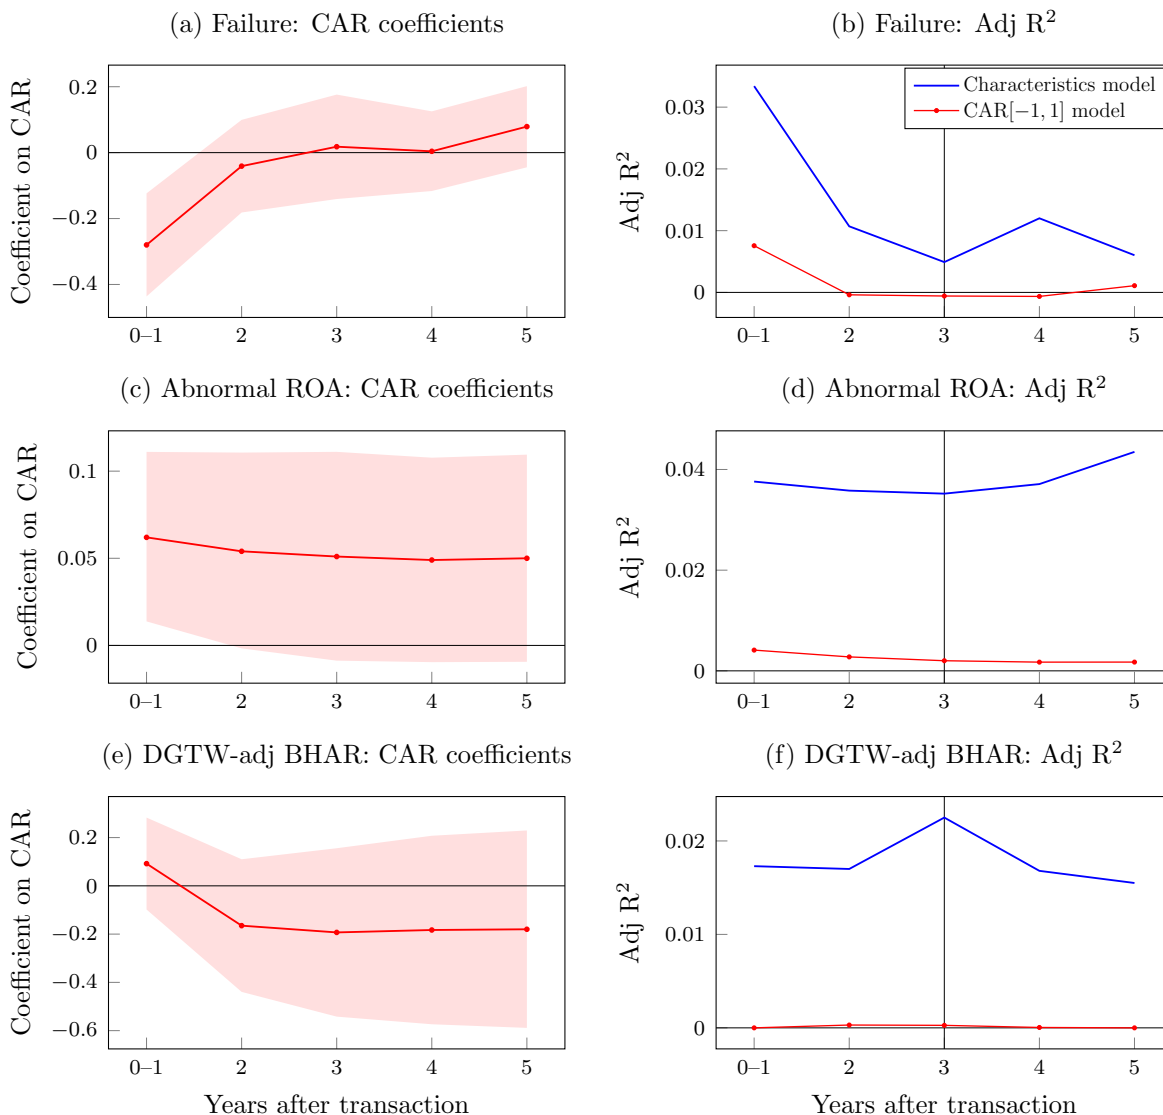 (a) Failure: CAR coefficients
Coefficient on CAR
0.2
0
−0.2
−0.4
0–1 2 3 4 5
(b) Failure: Adj R²
Adj R²
0.03
0.02
0.01
0
0–1 2 3 4 5
Characteristics model
CAR[−1, 1] model
(c) Abnormal ROA: CAR coefficients
Coefficient on CAR
0.1
0.05
0
0–1 2 3 4 5
(d) Abnormal ROA: Adj R²
Adj R²
0.04
0.02
0
0–1 2 3 4 5
(e) DGTW-adj BHAR: CAR coefficients
Coefficient on CAR
0.2
0
−0.2
−0.4
−0.6
0–1 2 3 4 5
Years after transaction
(f) DGTW-adj BHAR: Adj R²
Adj R²
0.02
0.01
0
0–1 2 3 4 5
Years after transaction